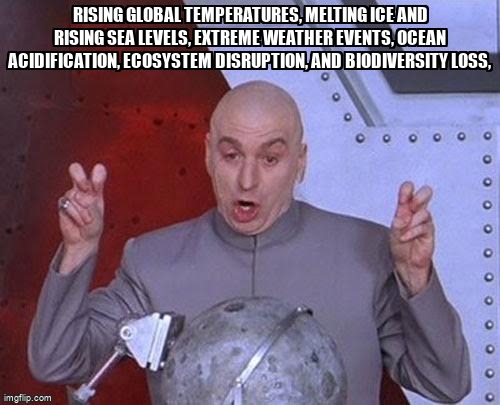 RISING GLOBAL TEMPERATURES, MELTING ICE AND
RISING SEA LEVELS, EXTREME WEATHER EVENTS, OCEAN
ACIDIFICATION, ECOSYSTEM DISRUPTION, AND BIODIVERSITY LOSS,
imgflip.com